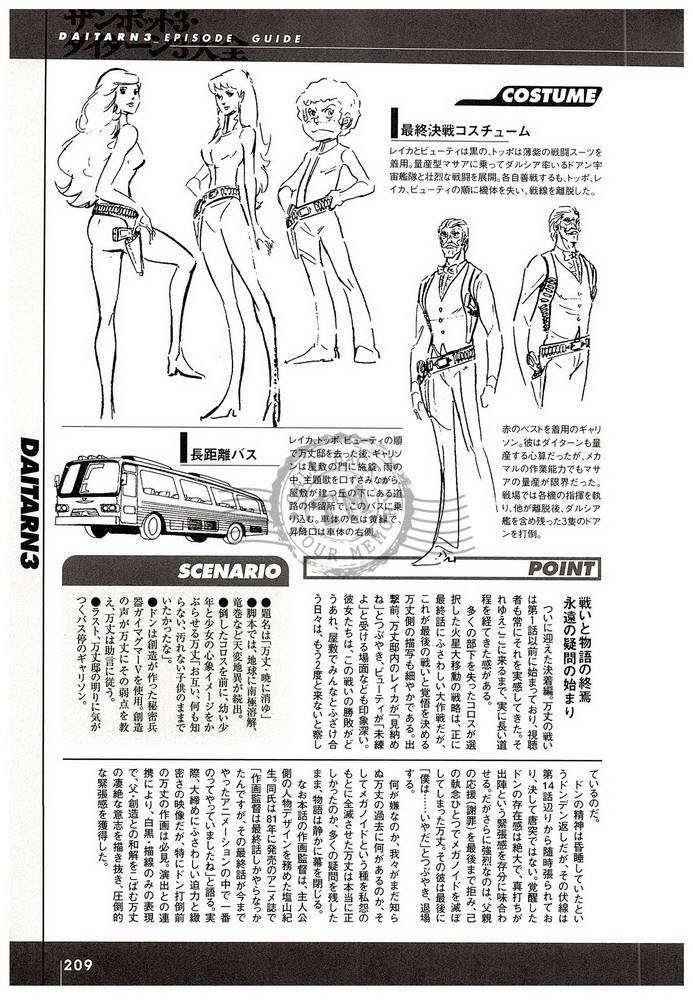 ザンボット3・
ダイターン3大全
DAITARN3 EPISODE GUIDE
COSTUME
最終決戦コスチューム
レイカとビューティは黒の、トッポは薄紫の戦闘スーツを
着用。量産型マサアに乗ってダルシア率いるドアン宇
宙艦隊と壮烈な戦闘を展開。各自善戦するも、トッポ、レ
イカ、ビューティの順に機体を失い、戦線を離脱した。
赤のベストを着用のギャリ
ソン。彼はダイターンも量
産する心算だったが、メカ
マルの作業能力でもマサ
アの量産が限界だった。
戦場では各機の指揮を執
り、他が離脱後、ダルシア
艦を含め残った3隻のドアン
を打倒。
長距離バス
レイカ、トッポ、ビューティの順
で万丈邸を去った後、ギャリソ
ンは屋敷の門に施錠。雨の
中、主題歌を口ずさみながら、
屋敷が建つ丘の下にある道
路の停留所で、このバスに乗
り込む。車体の色は黄緑で、
昇降口は車体の右側。
DAITARN3
SCENARIO
●題名は「万丈・暁に消ゆ」
●脚本では、地球に南極溶解、
竜巻など天変地異が続出。
●倒したコロスを前に、幼い少
年と少女の心象イメージをか
ぶらせる万丈「お互い、何も知
らない、汚れない子供のままで
いたかったな」。
●ドンは創造が作った秘密兵
器ガイマグマーVを使用。創造
の声が万丈にその弱点を教
え、万丈は助言に従う。
●ラスト、万丈邸の明りに気が
つくバス停のギャリソン。
POINT
戦いと物語の終焉
永遠の疑問の始まり
ついに迎えた決着編。万丈の戦い
は第1話以前に始まっており、視聴
者も常にそれを実感してきた。そ
れゆえここに来るまで、実に長い道
程を経てきた感がある。
多くの部下を失ったコロスが選
択した火星大移動の戦略は、正に
最終話にふさわしい大作戦だが、
これが最後の戦いと覚悟を決める
万丈側の描写も細やかである。出
撃前、万丈邸内のレイカが「見納め
ね」とつぶやき、ビューティが「未練
よ」と受ける場面なども印象深い。
彼女たちは、この戦いの勝敗がど
うあれ、屋敷でみんなとふざけ合
う日々は、もう2度と来ないと察し
ているのだ。
ドンの精神は昏睡していたとい
うドンデン返しだが、その伏線は
第14話辺りから随時張られてお
り、決して唐突ではない。覚醒した
ドンの存在感は絶大で、真打ちが
出陣という緊張感を存分に味合わ
せる。だがさらに強烈なのは、父親
の応援(謝罪)を最後まで拒み、己
の執念ひとつでメガノイドを滅ぼ
してしまった万丈。その彼は最後に
「僕は……いやだ」とつぶやき、退場
する。
何が嫌なのか、我々がまだ知ら
ぬ万丈の過去に何があるのか、そ
してメガノイドという種を私怨の
もとに全滅させた万丈は本当に正
しかったのか。多くの疑問を残した
まま、物語は静かに幕を閉じる。
なお本話の作画監督は、主人公
側の人物デザインを務めた塩山紀
生。同氏は81年に発売のアニメ誌で
「作画監督は最終話しかやらなかっ
たんですが、その最終話が今まで
やったアニメーションの中で一番
のってやっていましたね」と語る。実
際、大締めにふさわしい迫力と緻
密さの映像だが、特にドン打倒前
の万丈の作画は必見。演出との連
携により、白黒・描線のみの表現
で、父・創造との和解をこばむ万丈
の凄絶な意志を描き抜き、圧倒的
な緊張感を獲得した。
209